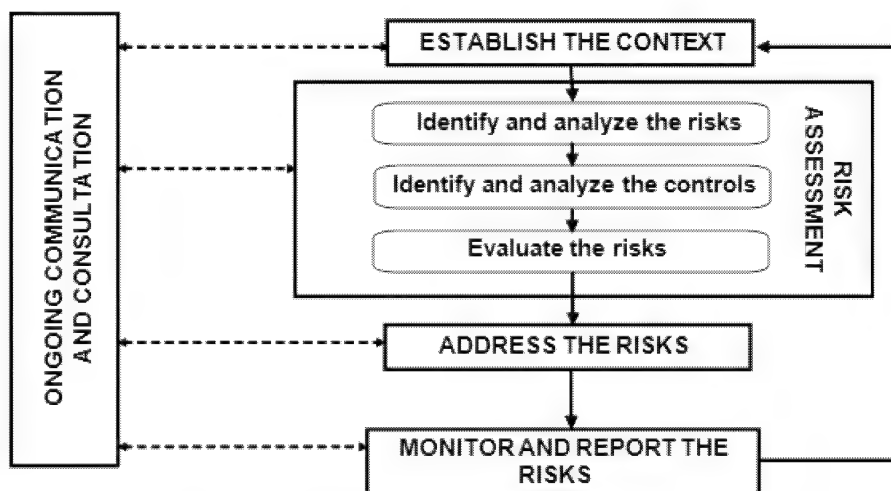 ONGOING COMMUNICATION
AND CONSULTATION
ESTABLISH THE CONTEXT
RISK
ASSESSMENT
Identify and analyze the risks
Identify and analyze the controls
Evaluate the risks
ADDRESS THE RISKS
MONITOR AND REPORT THE
RISKS